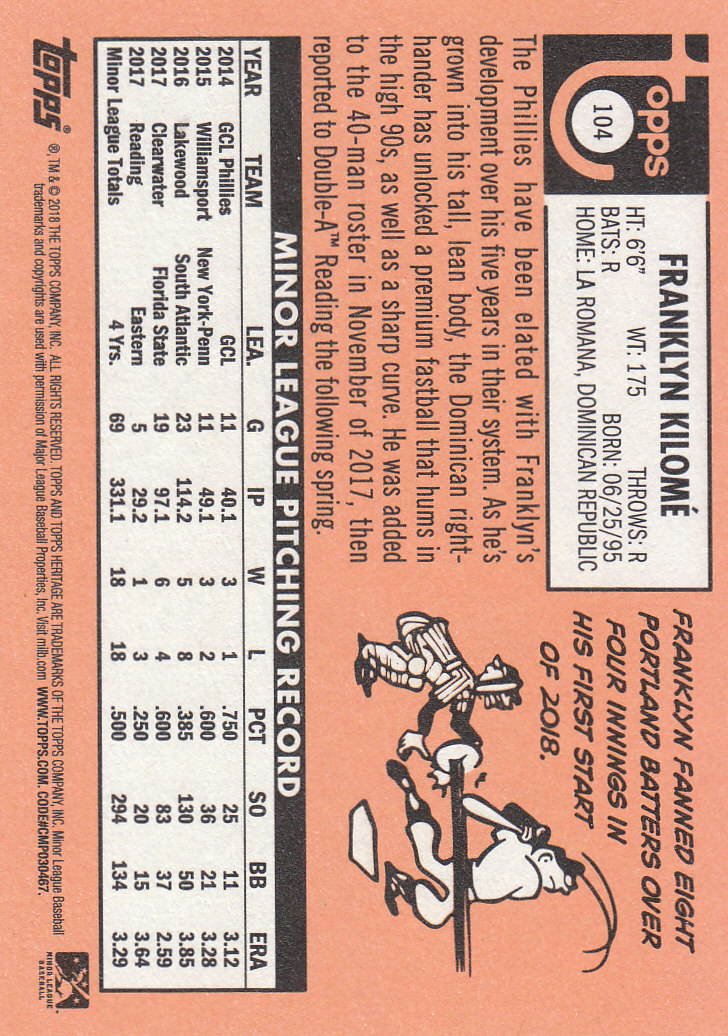 topps
104
FRANKLYN KILOMÉ
HT: 6'6" WT: 175 THROWS: R
BATS: R BORN: 06/25/95
HOME: LA ROMANA, DOMINICAN REPUBLIC
FRANKLYN FANNED EIGHT
PORTLAND BATTERS OVER
FOUR INNINGS IN
HIS FIRST START
OF 2018.
The Phillies have been elated with Franklyn's
development over his five years in their system. As he's
grown into his tall, lean body, the Dominican right-
hander has unlocked a premium fastball that hums in
the high 90s, as well as a sharp curve. He was added
to the 40-man roster in November of 2017, then
reported to Double-A™ Reading the following spring.
MINOR LEAGUE PITCHING RECORD
YEAR TEAM LEA. G IP W L PCT SO BB ERA
2014 GCL Phillies GCL 11 40.1 3 1 .750 25 11 3.12
2015 Williamsport New York-Penn 11 49.1 3 2 .600 36 21 3.28
2016 Lakewood South Atlantic 23 114.2 5 8 .385 130 50 3.85
2017 Clearwater Florida State 19 97.1 6 4 .600 83 37 2.59
2017 Reading Eastern 5 29.2 1 3 .250 20 15 3.64
Minor League Totals 4 Yrs. 69 331.1 18 18 .500 294 134 3.29
topps®
®, TM & © 2018 THE TOPPS COMPANY, INC. ALL RIGHTS RESERVED. TOPPS AND TOPPS HERITAGE ARE TRADEMARKS OF THE TOPPS COMPANY, INC. Minor League Baseball
trademarks and copyrights are used with permission of Major League Baseball Properties, Inc. Visit milb.com WWW.TOPPS.COM. CODE#CMP030467.
MINOR LEAGUE
BASEBALL